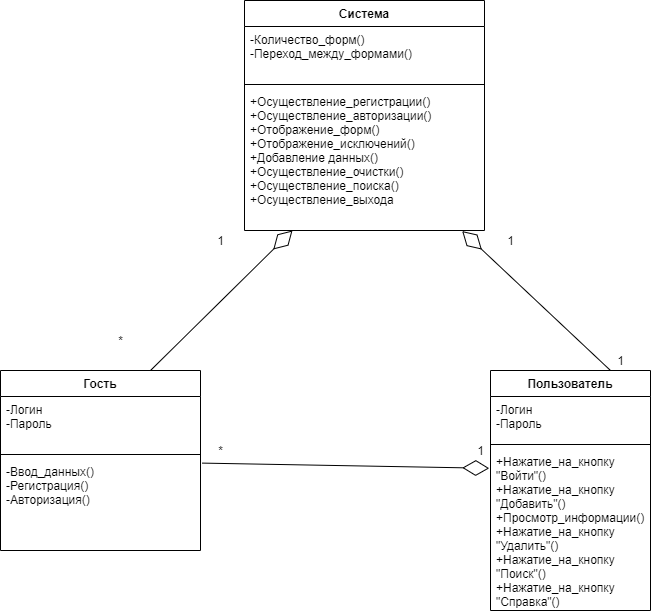 Система
-Количество_форм()
-Переход_между_формами()
+Осуществление_регистрации()
+Осуществление_авторизации()
+Отображение_форм()
+Отображение_исключений()
+Добавление данных()
+Осуществление_очистки()
+Осуществление_поиска()
+Осуществление_выхода
1
1
*
1
Гость
-Логин
-Пароль
-Ввод_данных()
-Регистрация()
-Авторизация()
*
1
Пользователь
-Логин
-Пароль
+Нажатие_на_кнопку
"Войти"()
+Нажатие_на_кнопку
"Добавить"()
+Просмотр_информации()
+Нажатие_на_кнопку
"Удалить"()
+Нажатие_на_кнопку
"Поиск"()
+Нажатие_на_кнопку
"Справка"()